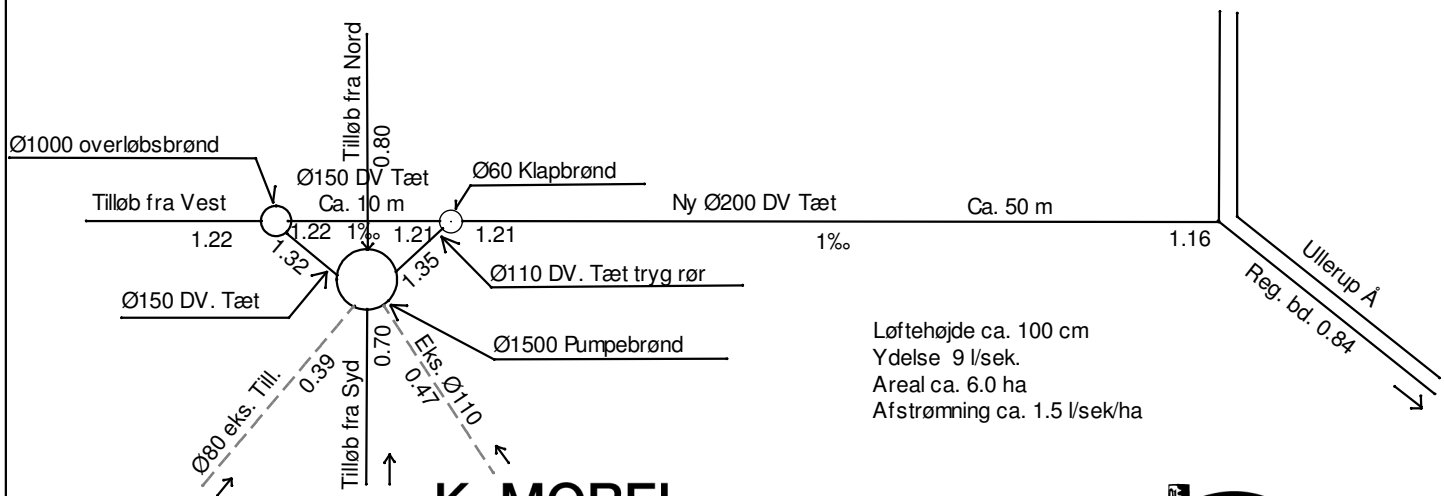 Tilløb fra Nord
0.80
Ø1000 overløbsbrønd
Ø150 DV Tæt
Ca. 10 m
Ø60 Klapbrønd
Tilløb fra Vest
Ny Ø200 DV Tæt
Ca. 50 m
1.22
1.22
1‰
1.21
1.21
1‰
1.16
1.32
1.35
Ø110 DV. Tæt tryg rør
Ø150 DV. Tæt
Ø1500 Pumpebrønd
Ullerup Å
Reg. bd. 0.84
Ø80 eks. Till.
0.39
Tilløb fra Syd
0.70
Eks. Ø110
0.47
Løftehøjde ca. 100 cm
Ydelse 9 l/sek.
Areal ca. 6.0 ha
Afstrømning ca. 1.5 l/sek/ha